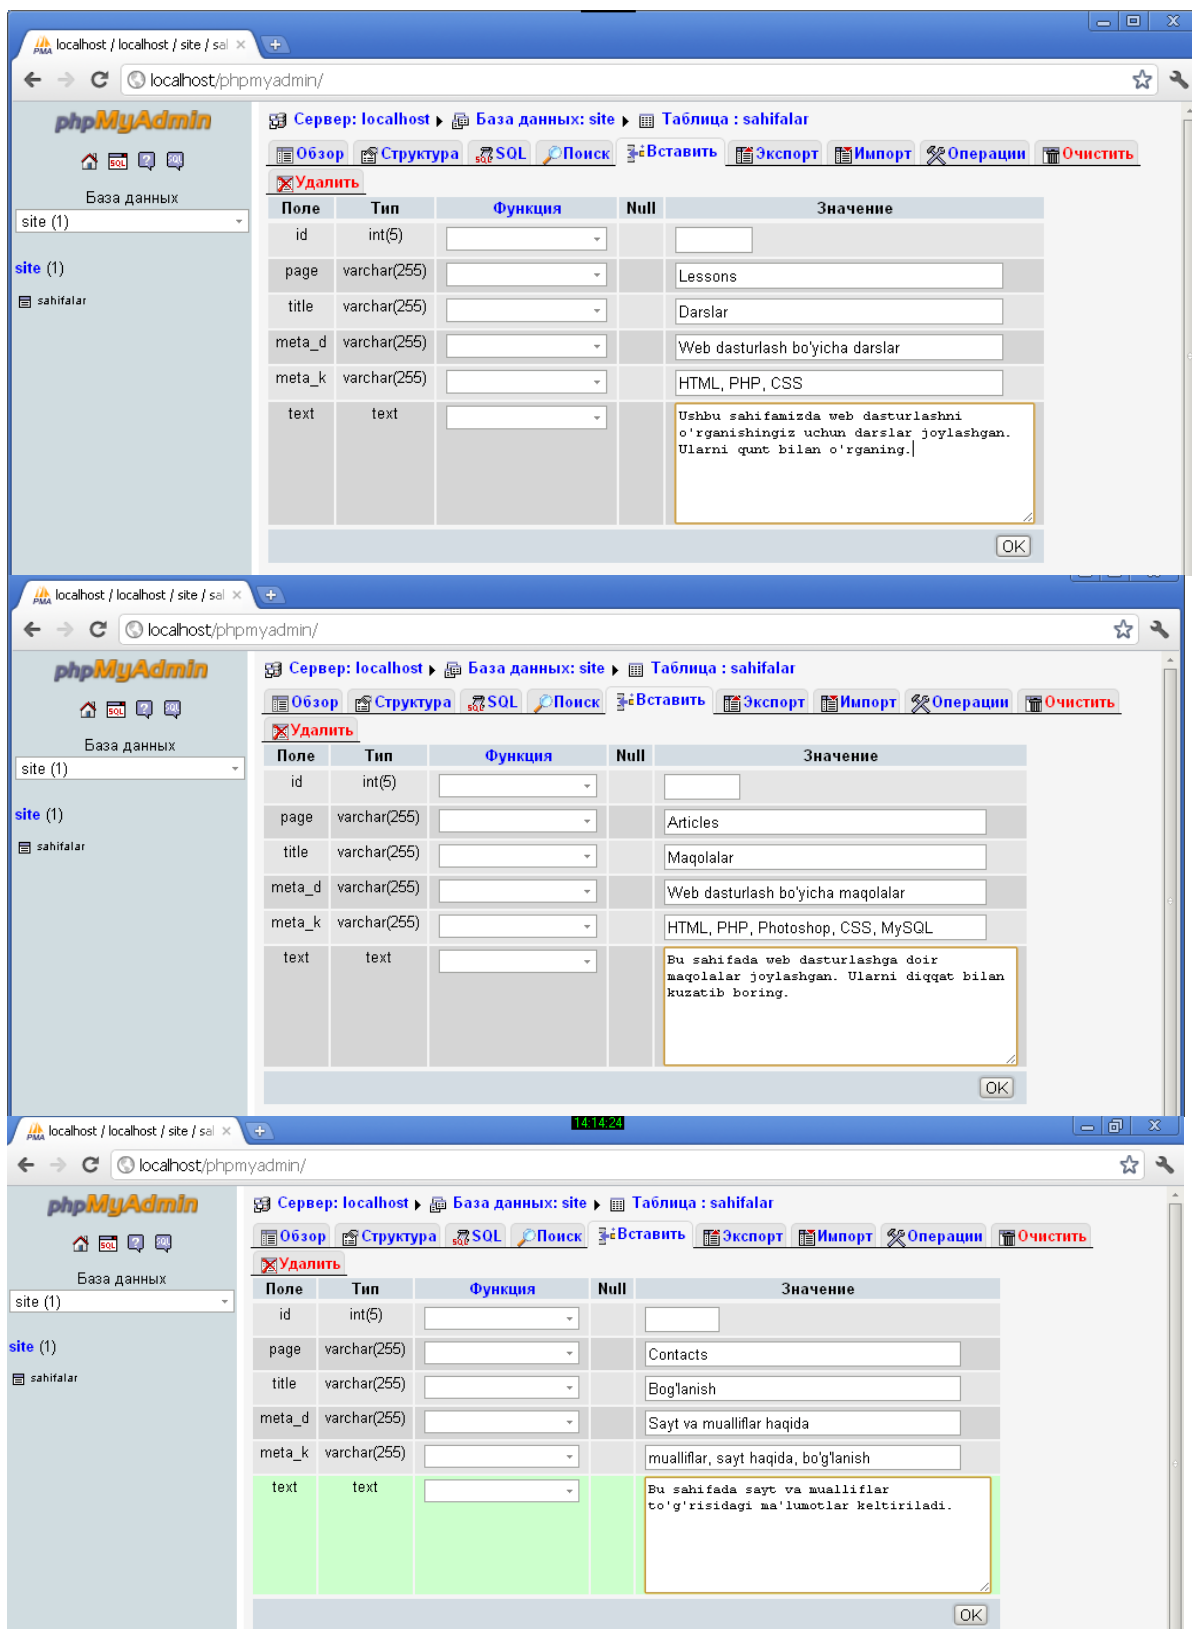 localhost / localhost / site / sal
localhost/phpmyadmin/
phpMyAdmin
Сервер: localhost База данных: site Таблица : sahifalar
Обзор Структура SQL Поиск Вставить Экспорт Импорт Операции Очистить
Удалить
База данных
site (1)
site (1)
sahifalar
Поле Тип Функция Null Значение
id int(5)
page varchar(255) Lessons
title varchar(255) Darslar
meta_d varchar(255) Web dasturlash bo'yicha darslar
meta_k varchar(255) HTML, PHP, CSS
text text Ushbu sahifamizda web dasturlashni
o'rganishingiz uchun darslar joylashgan.
Ularni qunt bilan o'rganing.
OK
localhost / localhost / site / sal
localhost/phpmyadmin/
phpMyAdmin
Сервер: localhost База данных: site Таблица : sahifalar
Обзор Структура SQL Поиск Вставить Экспорт Импорт Операции Очистить
Удалить
База данных
site (1)
site (1)
sahifalar
Поле Тип Функция Null Значение
id int(5)
page varchar(255) Articles
title varchar(255) Maqolalar
meta_d varchar(255) Web dasturlash bo'yicha maqolalar
meta_k varchar(255) HTML, PHP, Photoshop, CSS, MySQL
text text Bu sahifada web dasturlashga doir
maqolalar joylashgan. Ularni diqqat bilan
kuzatib boring.
OK
14:14:24
localhost / localhost / site / sal
localhost/phpmyadmin/
phpMyAdmin
Сервер: localhost База данных: site Таблица : sahifalar
Обзор Структура SQL Поиск Вставить Экспорт Импорт Операции Очистить
Удалить
База данных
site (1)
site (1)
sahifalar
Поле Тип Функция Null Значение
id int(5)
page varchar(255) Contacts
title varchar(255) Bog'lanish
meta_d varchar(255) Sayt va mualliflar haqida
meta_k varchar(255) mualliflar, sayt haqida, bo'g'lanish
text text Bu sahifada sayt va mualliflar
to'g'risidagi ma'lumotlar keltiriladi.
OK